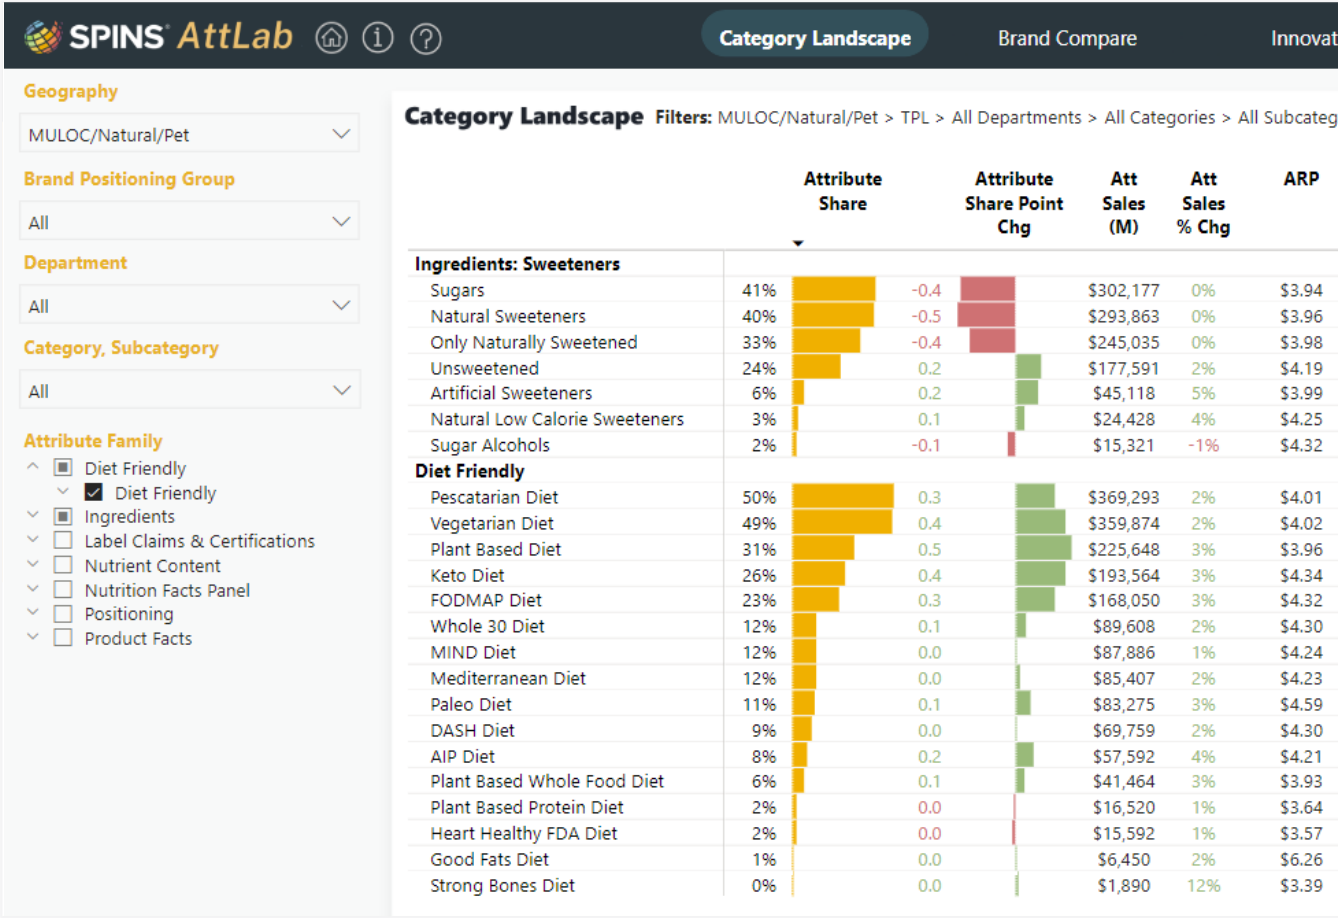 SPINS AttLab
Category Landscape
Brand Compare
Innovat
Geography
MULOC/Natural/Pet
Brand Positioning Group
All
Department
All
Category, Subcategory
All
Attribute Family
Diet Friendly
Diet Friendly
Ingredients
Label Claims & Certifications
Nutrient Content
Nutrition Facts Panel
Positioning
Product Facts
Category Landscape Filters: MULOC/Natural/Pet > TPL > All Departments > All Categories > All Subcateg
Attribute Share
Attribute Share Point Chg
Att Sales (M)
Att Sales % Chg
ARP
Ingredients: Sweeteners
Sugars 41% -0.4 $302,177 0% $3.94
Natural Sweeteners 40% -0.5 $293,863 0% $3.96
Only Naturally Sweetened 33% -0.4 $245,035 0% $3.98
Unsweetened 24% 0.2 $177,591 2% $4.19
Artificial Sweeteners 6% 0.2 $45,118 5% $3.99
Natural Low Calorie Sweeteners 3% 0.1 $24,428 4% $4.25
Sugar Alcohols 2% -0.1 $15,321 -1% $4.32
Diet Friendly
Pescatarian Diet 50% 0.3 $369,293 2% $4.01
Vegetarian Diet 49% 0.4 $359,874 2% $4.02
Plant Based Diet 31% 0.5 $225,648 3% $3.96
Keto Diet 26% 0.4 $193,564 3% $4.34
FODMAP Diet 23% 0.3 $168,050 3% $4.32
Whole 30 Diet 12% 0.1 $89,608 2% $4.30
MIND Diet 12% 0.0 $87,886 1% $4.24
Mediterranean Diet 12% 0.0 $85,407 2% $4.23
Paleo Diet 11% 0.1 $83,275 3% $4.59
DASH Diet 9% 0.0 $69,759 2% $4.30
AIP Diet 8% 0.2 $57,592 4% $4.21
Plant Based Whole Food Diet 6% 0.1 $41,464 3% $3.93
Plant Based Protein Diet 2% 0.0 $16,520 1% $3.64
Heart Healthy FDA Diet 2% 0.0 $15,592 1% $3.57
Good Fats Diet 1% 0.0 $6,450 2% $6.26
Strong Bones Diet 0% 0.0 $1,890 12% $3.39